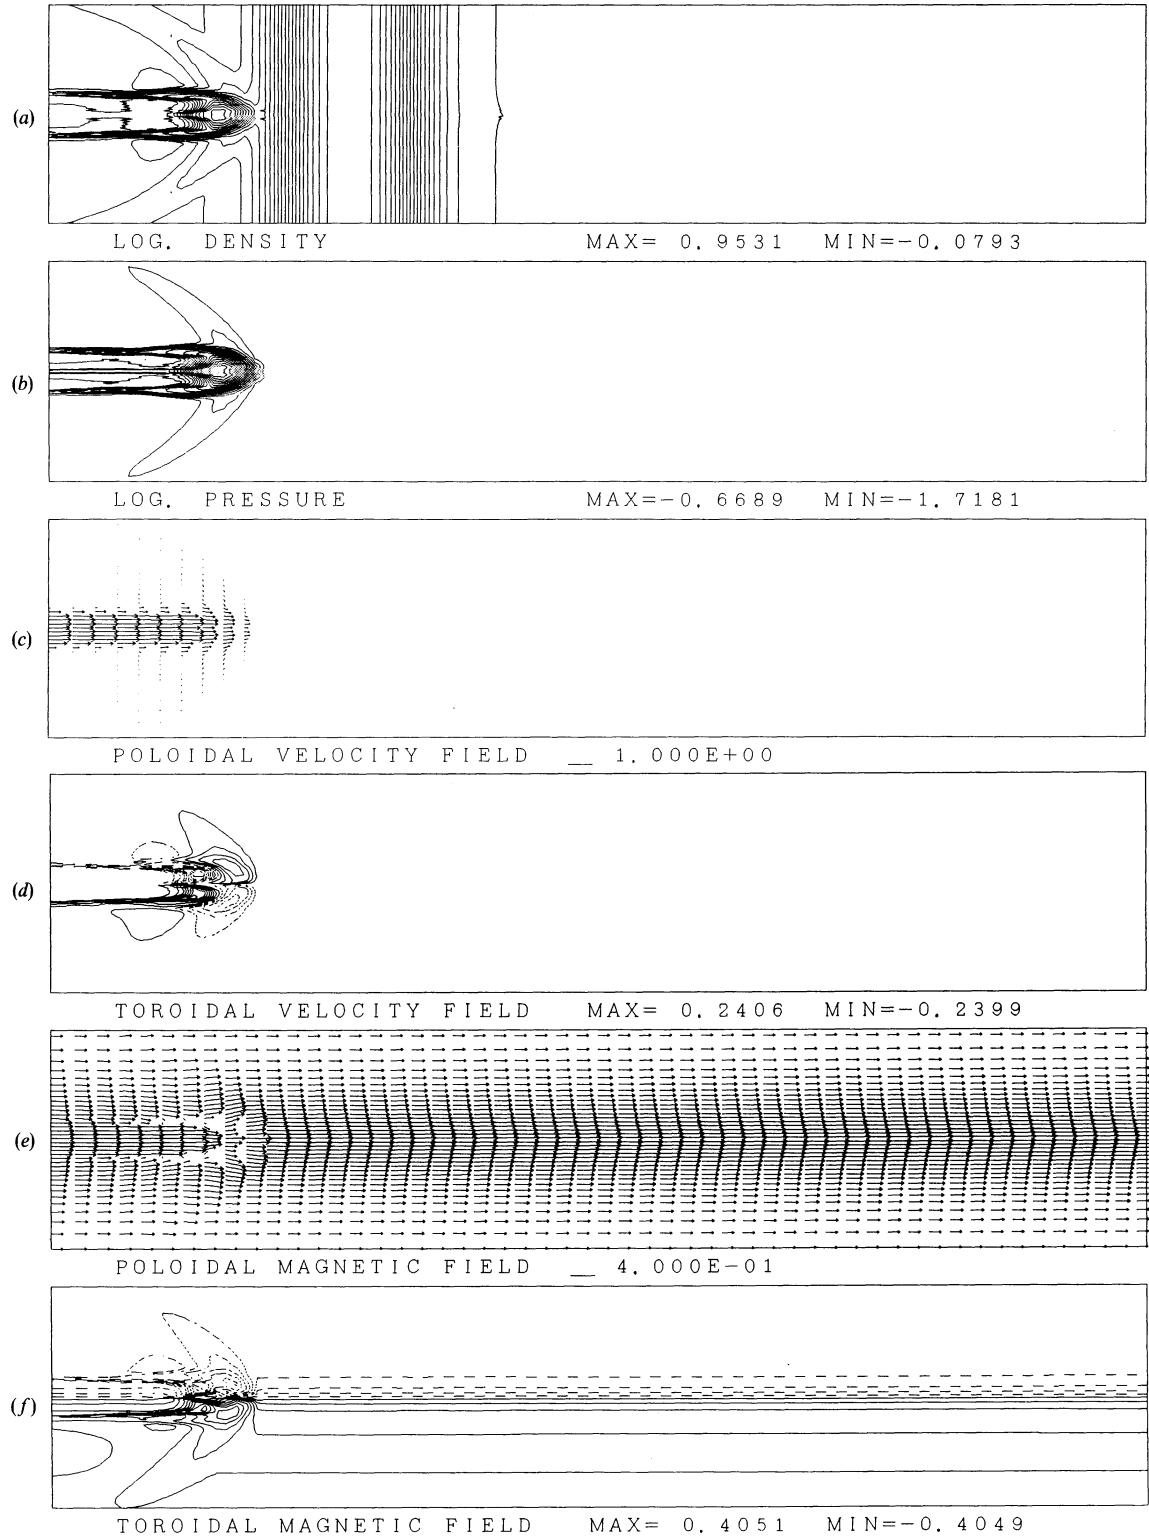 (a)
LOG. DENSITY MAX= 0.9531 MIN=-0.0793
(b)
LOG. PRESSURE MAX=-0.6689 MIN=-1.7181
(c)
POLOIDAL VELOCITY FIELD __ 1.000E+00
(d)
TOROIDAL VELOCITY FIELD MAX= 0.2406 MIN=-0.2399
(e)
POLOIDAL MAGNETIC FIELD __ 4.000E-01
(f)
TOROIDAL MAGNETIC FIELD MAX= 0.4051 MIN=-0.4049